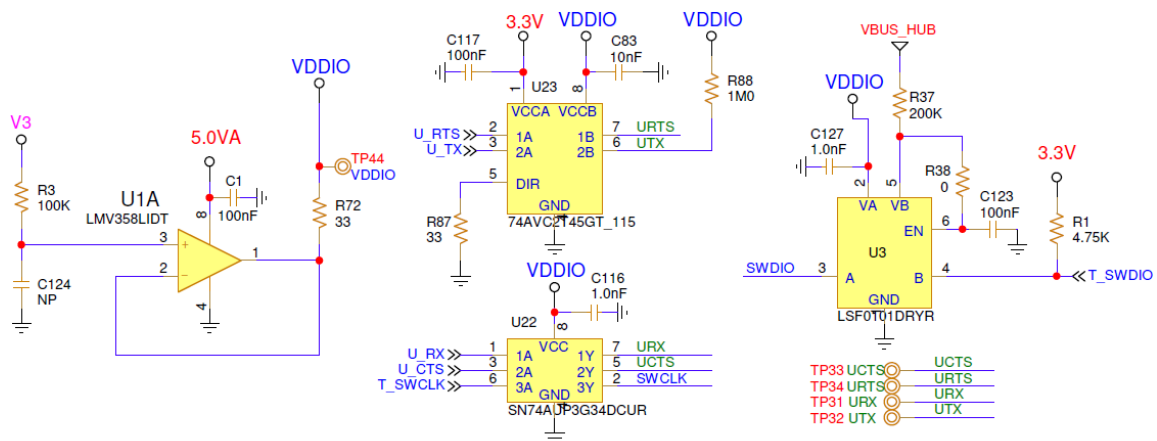 V3
R3
100K
C124
NP
U1A
LMV358LIDT
3
2
+
−
8
1
4
5.0VA
C1
100nF
VDDIO
TP44
VDDIO
R72
33
3.3V
C117
100nF
U23
1
VDDIO
C83
10nF
8
VDDIO
R88
1M0
VCCA VCCB
U_RTS 2 1A 1B 7 URTS
U_TX 3 2A 2B 6 UTX
5 DIR
GND
4
R87
33
74AVC2T45GT_115
VDDIO
C116
1.0nF
U22
8
VCC
U_RX 1 1A 1Y 7 URX
U_CTS 3 2A 2Y 5 UCTS
T_SWCLK 6 3A 3Y 2 SWCLK
GND
4
SN74AUP3G34DCUR
VBUS_HUB
VDDIO
R37
200K
C127
1.0nF
R38
0
3.3V
2 5
VA VB
C123
100nF
EN 6
R1
4.75K
U3
SWDIO 3 A B 4 T_SWDIO
GND
1
LSF0101DRYR
TP33 UCTS UCTS
TP34 URTS URTS
TP31 URX URX
TP32 UTX UTX